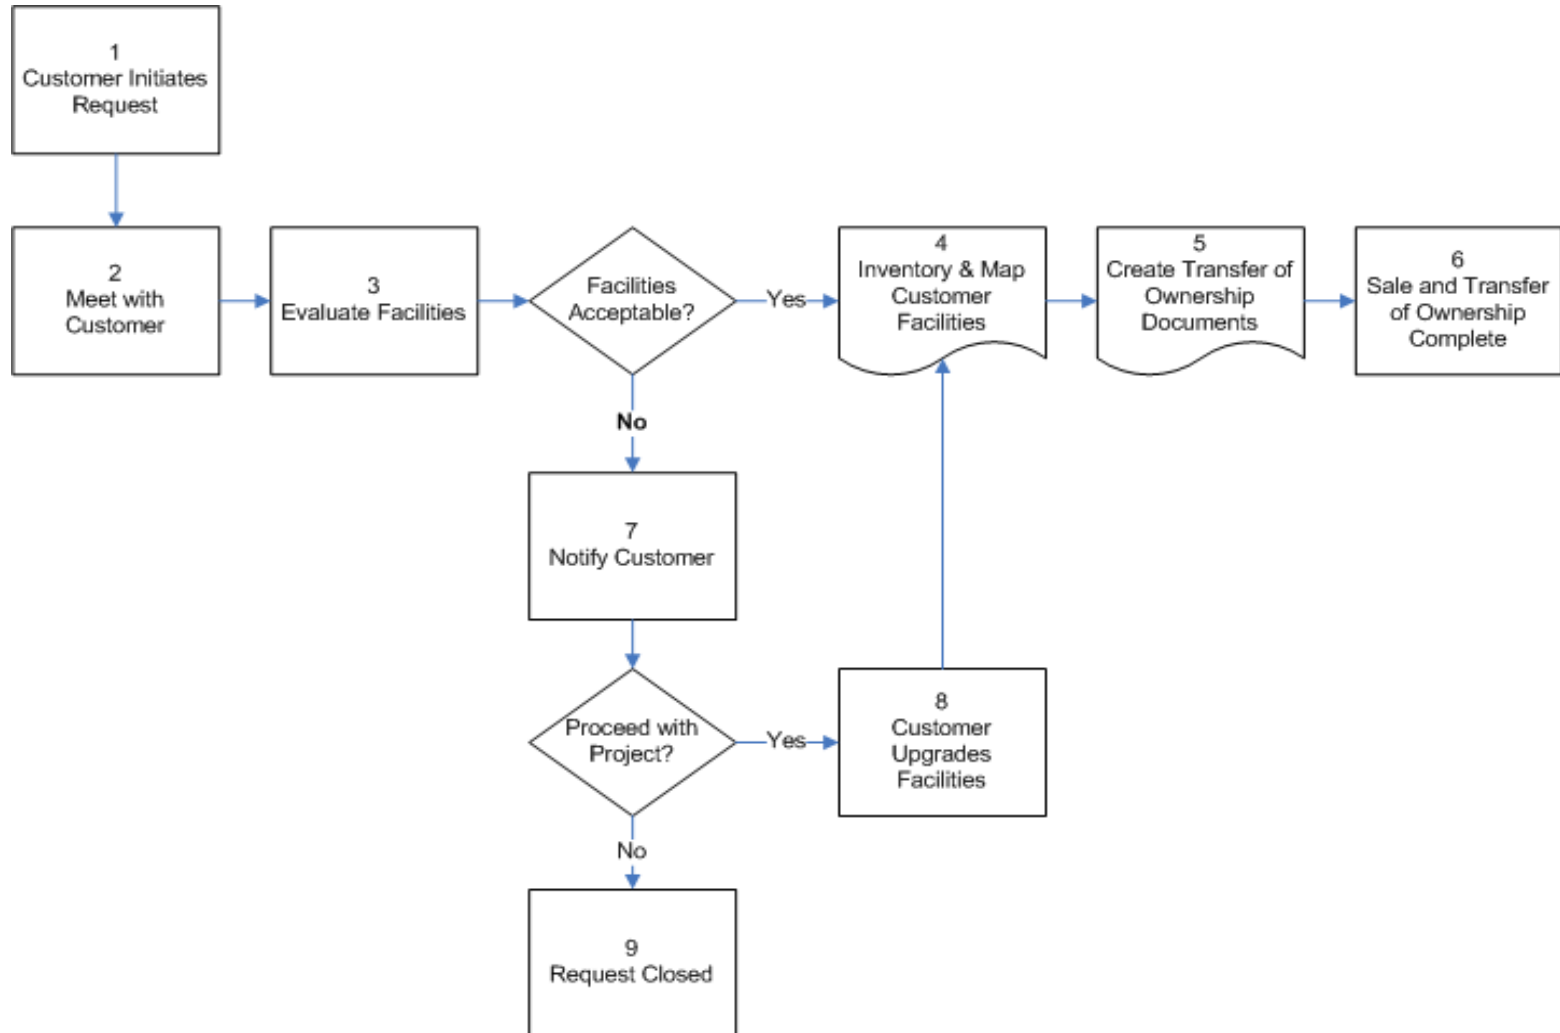 1
Customer Initiates
Request
2
Meet with
Customer
3
Evaluate Facilities
Facilities
Acceptable?
Yes
4
Inventory & Map
Customer
Facilities
5
Create Transfer of
Ownership
Documents
6
Sale and Transfer
of Ownership
Complete
No
7
Notify Customer
Proceed with
Project?
Yes
8
Customer
Upgrades
Facilities
No
9
Request Closed